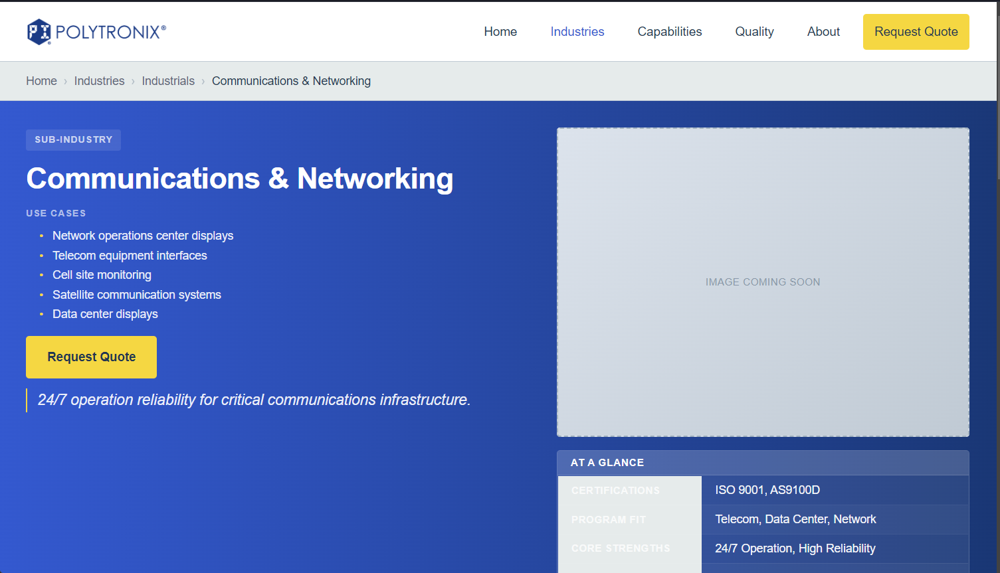 PI POLYTRONIX®
Home
Industries
Capabilities
Quality
About
Request Quote
Home › Industries › Industrials › Communications & Networking
SUB-INDUSTRY
Communications & Networking
USE CASES
• Network operations center displays
• Telecom equipment interfaces
• Cell site monitoring
• Satellite communication systems
• Data center displays
Request Quote
24/7 operation reliability for critical communications infrastructure.
IMAGE COMING SOON
AT A GLANCE
CERTIFICATIONS ISO 9001, AS9100D
PROGRAM FIT Telecom, Data Center, Network
CORE STRENGTHS 24/7 Operation, High Reliability